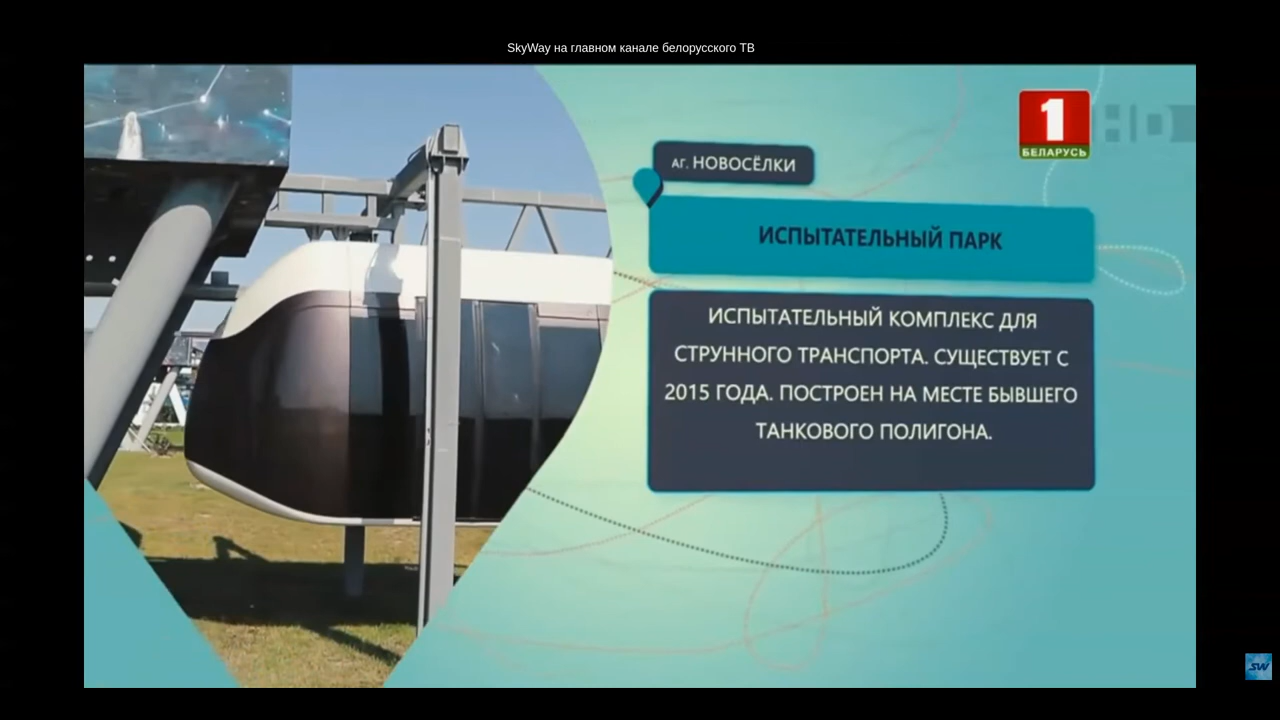 SkyWay на главном канале белорусского ТВ
1
HD
БЕЛАРУСЬ
аг. НОВОСЁЛКИ
ИСПЫТАТЕЛЬНЫЙ ПАРК
ИСПЫТАТЕЛЬНЫЙ КОМПЛЕКС ДЛЯ
СТРУННОГО ТРАНСПОРТА. СУЩЕСТВУЕТ С
2015 ГОДА. ПОСТРОЕН НА МЕСТЕ БЫВШЕГО
ТАНКОВОГО ПОЛИГОНА.
SW